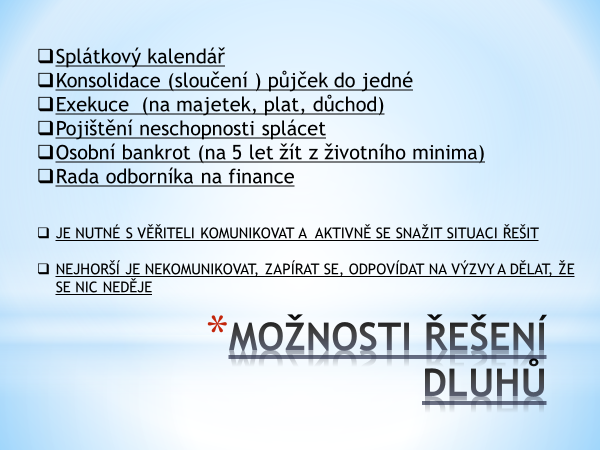 ❑Splátkový kalendář
❑Konsolidace (sloučení ) půjček do jedné
❑Exekuce  (na majetek, plat, důchod)
❑Pojištění neschopnosti splácet
❑Osobní bankrot (na 5 let žít z životního minima)
❑Rada odborníka na finance
❑ JE NUTNÉ S VĚŘITELI KOMUNIKOVAT A  AKTIVNĚ SE SNAŽIT SITUACI ŘEŠIT
❑ NEJHORŠÍ JE NEKOMUNIKOVAT, ZAPÍRAT SE, ODPOVÍDAT NA VÝZVY A DĚLAT, ŽE
SE NIC NEDĚJE
*MOŽNOSTI ŘEŠENÍ
DLUHŮ